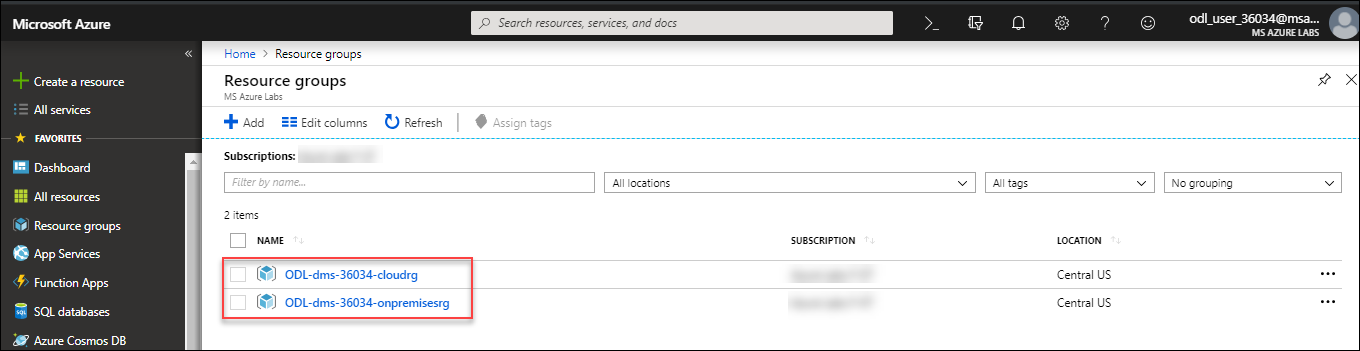 Microsoft Azure
Search resources, services, and docs
odl_user_36034@msa...
MS AZURE LABS
Create a resource
All services
FAVORITES
Dashboard
All resources
Resource groups
App Services
Function Apps
SQL databases
Azure Cosmos DB
Home > Resource groups
Resource groups
MS Azure Labs
Add Edit columns Refresh Assign tags
Subscriptions:
Filter by name... All locations All tags No grouping
2 items
NAME SUBSCRIPTION LOCATION
ODL-dms-36034-cloudrg Central US
ODL-dms-36034-onpremisesrg Central US